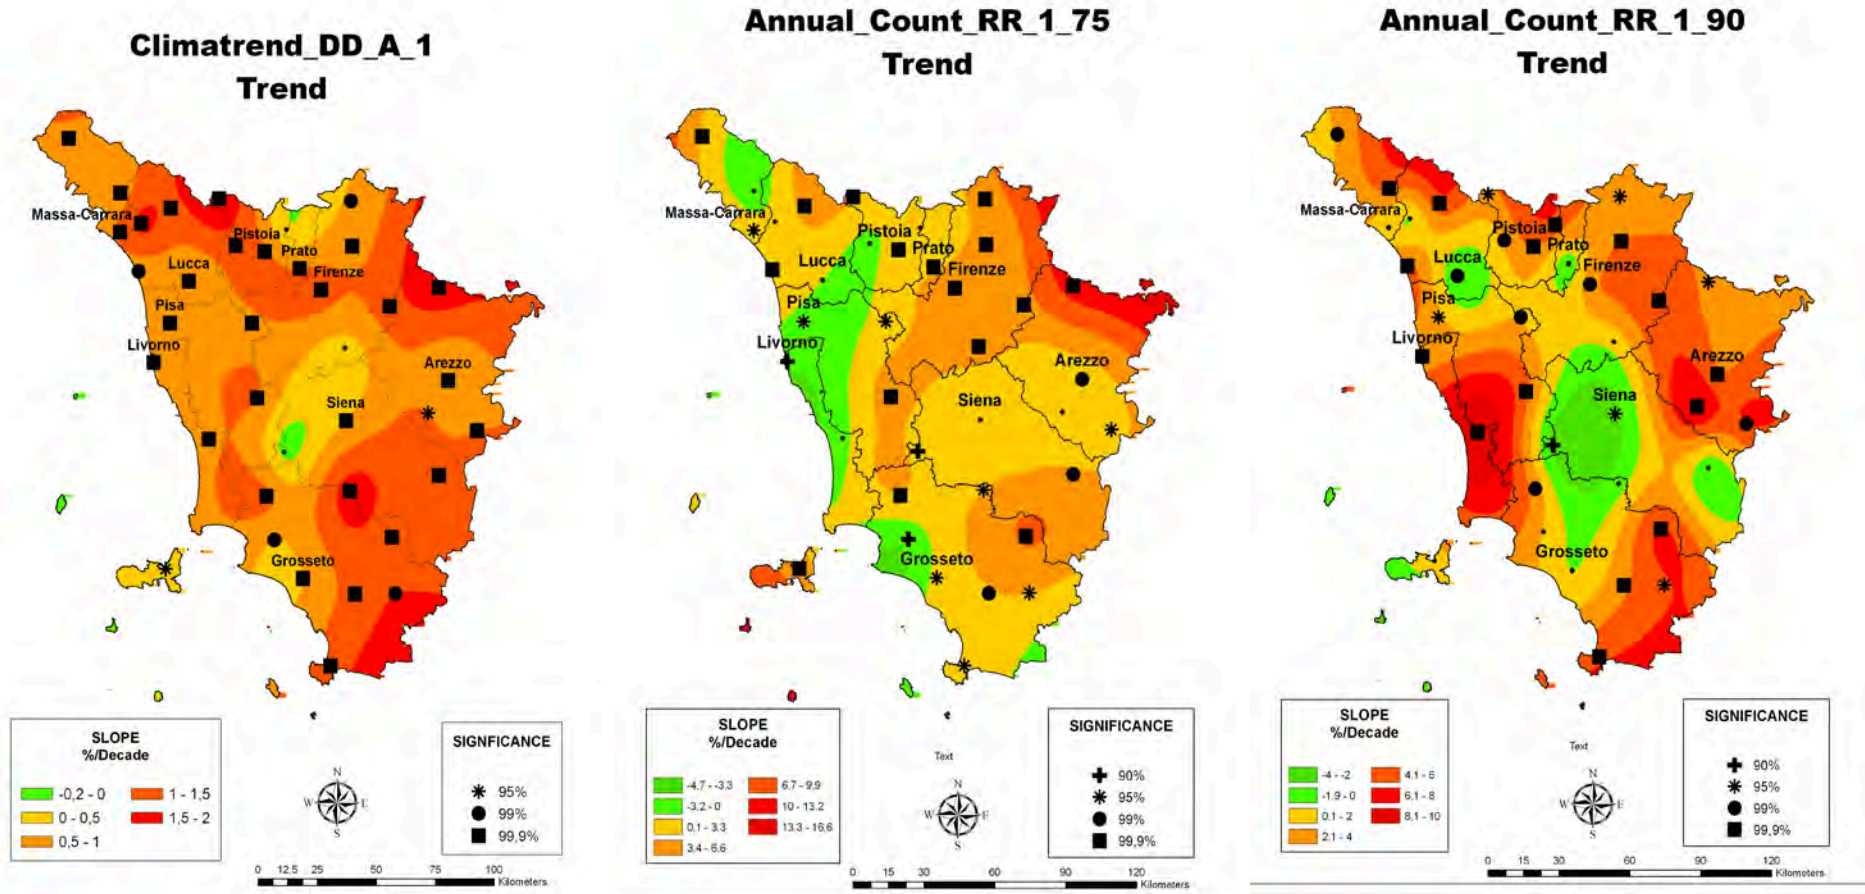 Climatrend_DD_A_1
Trend
Massa-Carrara
Pistoia
Prato
Lucca
Firenze
Pisa
Livorno
Arezzo
Siena
Grosseto
SLOPE
%/Decade
-0,2 - 0
1 - 1,5
0 - 0,5
1,5 - 2
0,5 - 1
N
W
E
S
SIGNFICANCE
95%
99%
99,9%
0 12,5 25 50 75 100
Kilometers
Annual_Count_RR_1_75
Trend
Massa-Carrara
Pistoia
Prato
Lucca
Firenze
Pisa
Livorno
Arezzo
Siena
Grosseto
SLOPE
%/Decade
-4.7 - -3.3
6.7 - 9,9
-3.2 - 0
10 - 13.2
0.1 - 3.3
13.3 - 16.6
3.4 - 6.6
Text
N
W
E
S
SIGNIFICANCE
90%
95%
99%
99,9%
0 15 30 60 90 120
Kilometers
Annual_Count_RR_1_90
Trend
Massa-Carrara
Pistoia
Prato
Lucca
Firenze
Pisa
Livorno
Arezzo
Siena
Grosseto
SLOPE
%/Decade
-4 - -2
4.1 - 6
-1.9 - 0
6.1 - 8
0.1 - 2
8.1 - 10
2.1 - 4
Text
N
W
E
S
SIGNIFICANCE
90%
95%
99%
99,9%
0 15 30 60 90 120
Kilometers